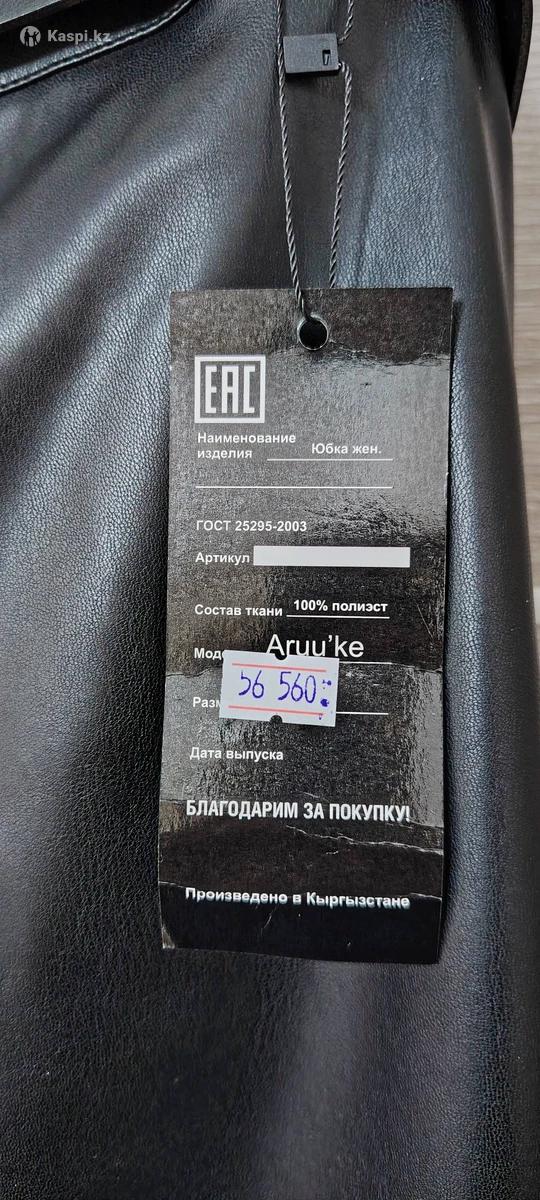 Kaspi.kz
EAC
Наименование
изделия Юбка жен.
ГОСТ 25295-2003
Артикул
Состав ткани 100% полиэст
Aruu’ke
56 560
Дата выпуска
БЛАГОДАРИМ ЗА ПОКУПКУ!
Произведено в Кыргызстане